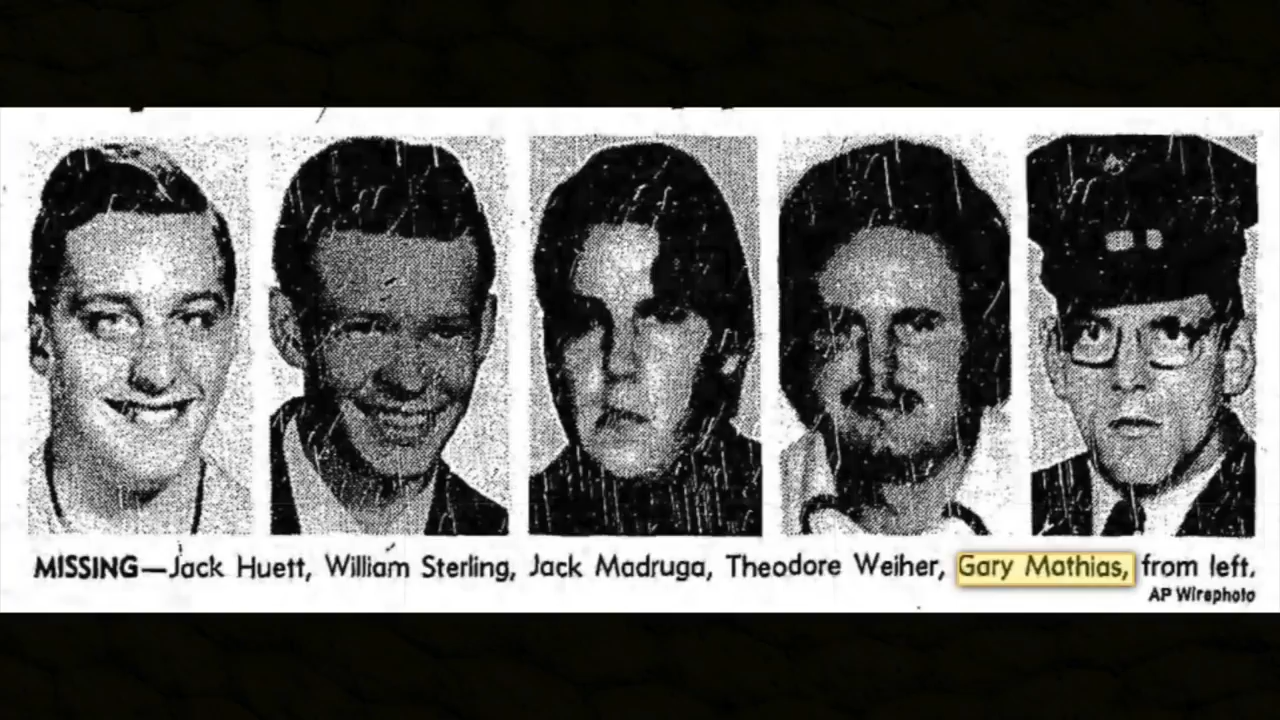 MISSING—Jack Huett, William Sterling, Jack Madruga, Theodore Weiher, Gary Mathias, from left.
AP Wirephoto